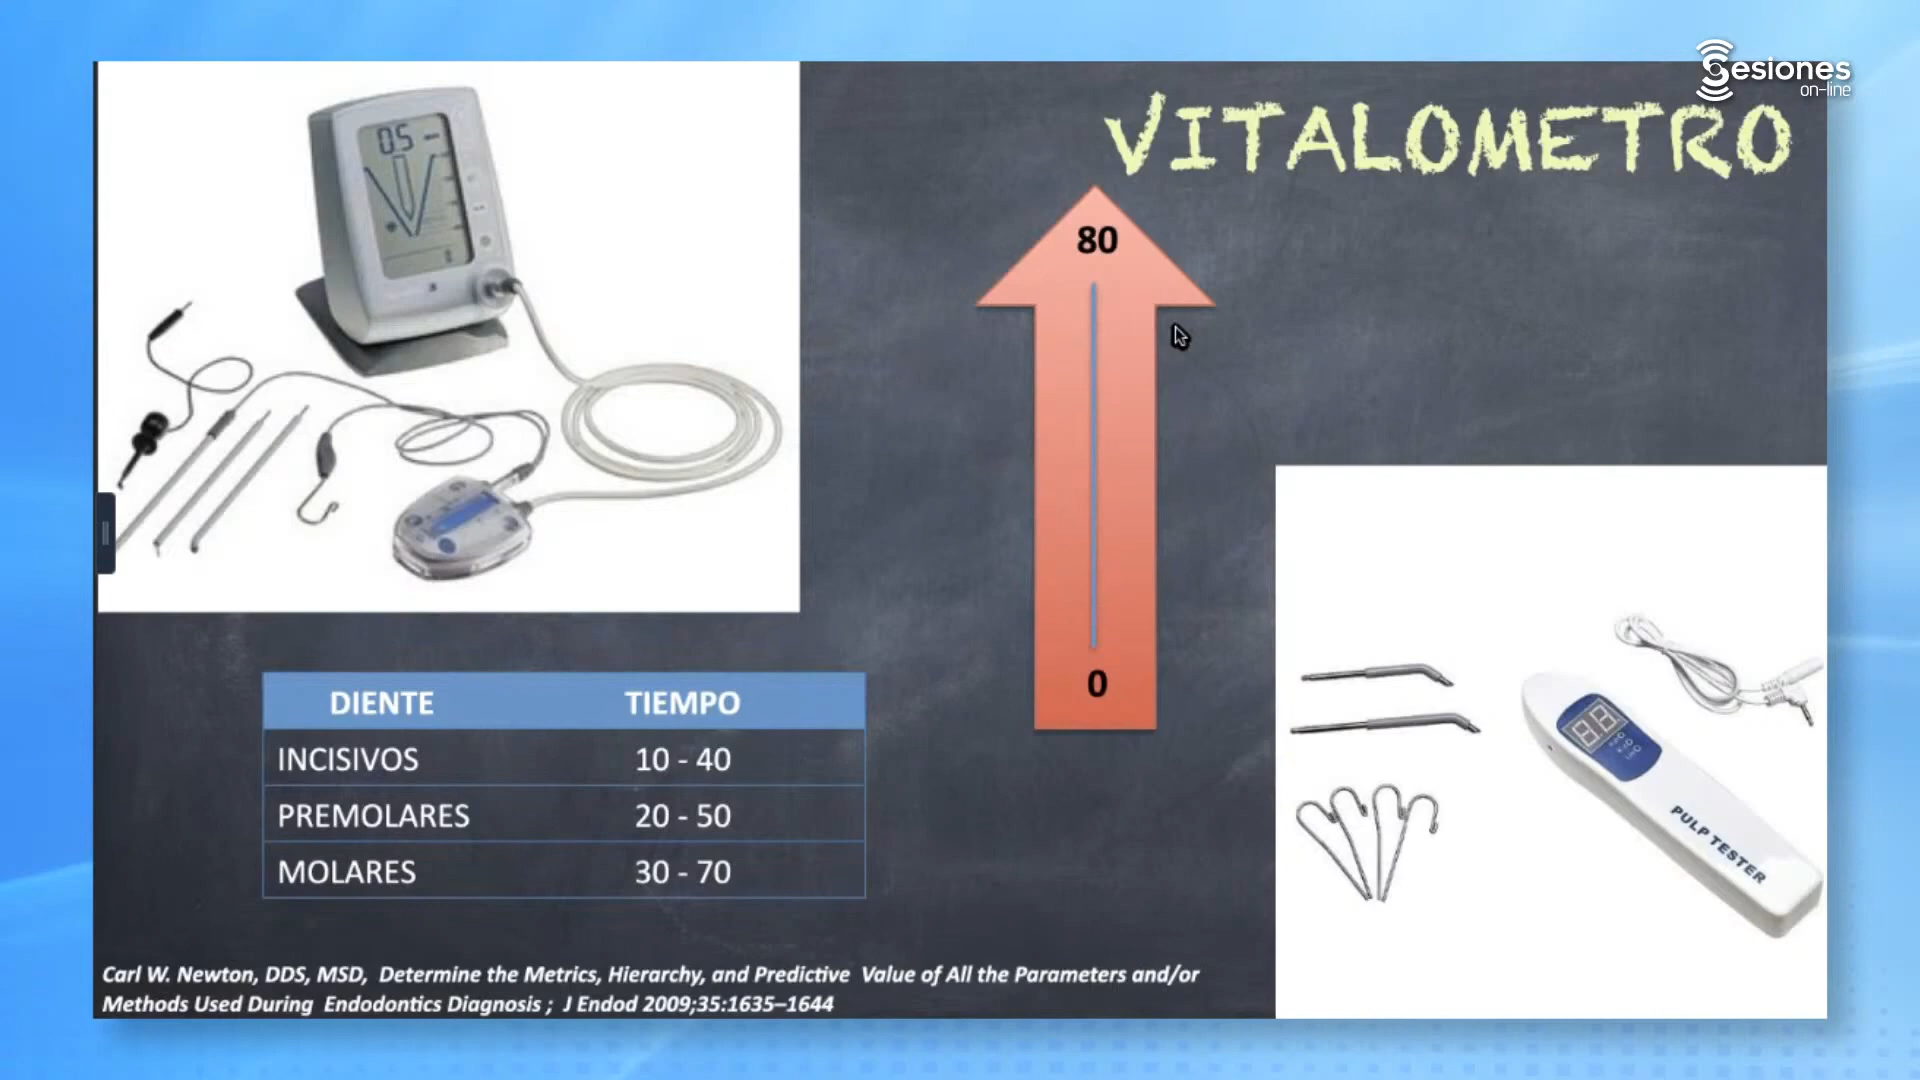 Sesiones
on-line
VITALOMETRO
0.5
80
0
DIENTE TIEMPO
INCISIVOS 10 - 40
PREMOLARES 20 - 50
MOLARES 30 - 70
PULP TESTER
Carl W. Newton, DDS, MSD, Determine the Metrics, Hierarchy, and Predictive Value of All the Parameters and/or
Methods Used During Endodontics Diagnosis ; J Endod 2009;35:1635–1644